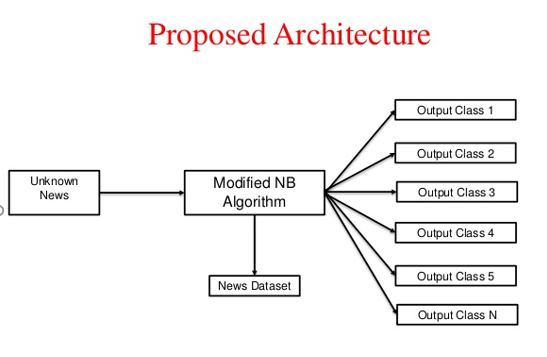 Proposed Architecture
Unknown
News
Modified NB
Algorithm
News Dataset
Output Class 1
Output Class 2
Output Class 3
Output Class 4
Output Class 5
Output Class N